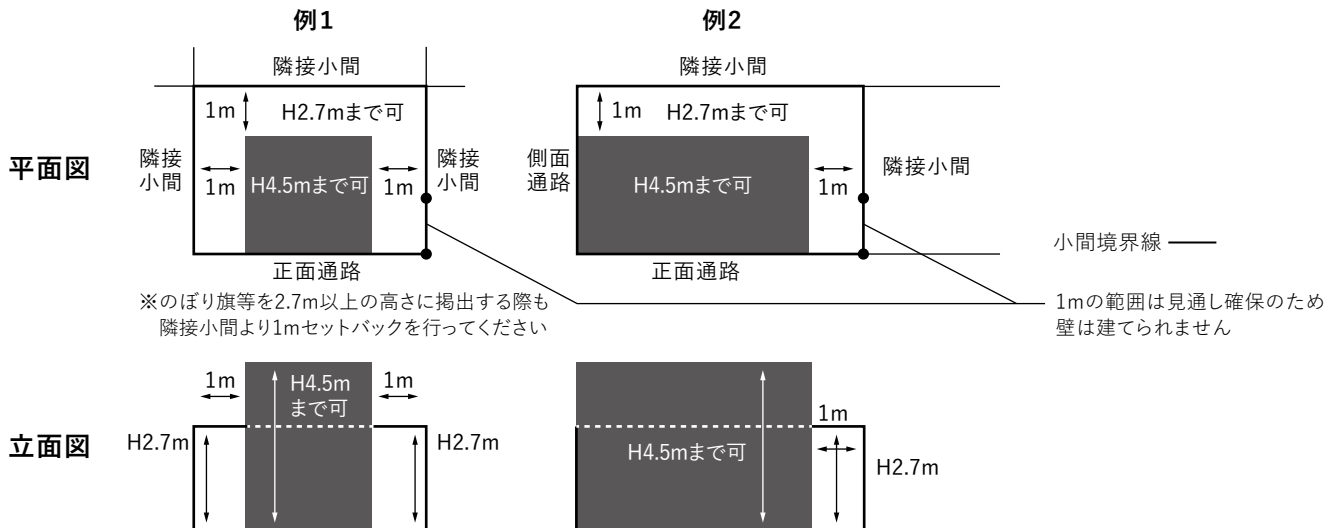 例1
例2
平面図
隣接小間
1m
H2.7mまで可
隣接
小間
1m
H4.5mまで可
1m
隣接
小間
正面通路
※のぼり旗等を2.7m以上の高さに掲出する際も
隣接小間より1mセットバックを行ってください
隣接小間
1m
H2.7mまで可
側面
通路
H4.5mまで可
1m
隣接小間
正面通路
小間境界線
1mの範囲は見通し確保のため
壁は建てられません
立面図
1m
H4.5m
まで可
1m
H2.7m
H2.7m
H4.5mまで可
1m
H2.7m